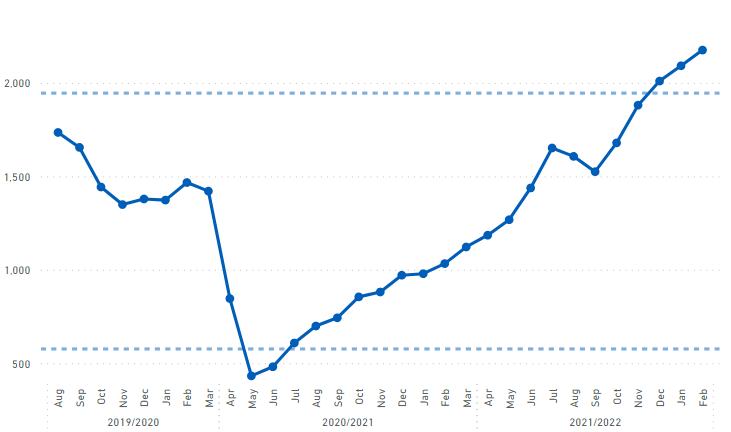 2,000
1,500
1,000
500
Aug Sep Oct Nov Dec Jan Feb Mar Apr May Jun Jul Aug Sep Oct Nov Dec Jan Feb Mar Apr May Jun Jul Aug Sep Oct Nov Dec Jan Feb
2019/2020 2020/2021 2021/2022